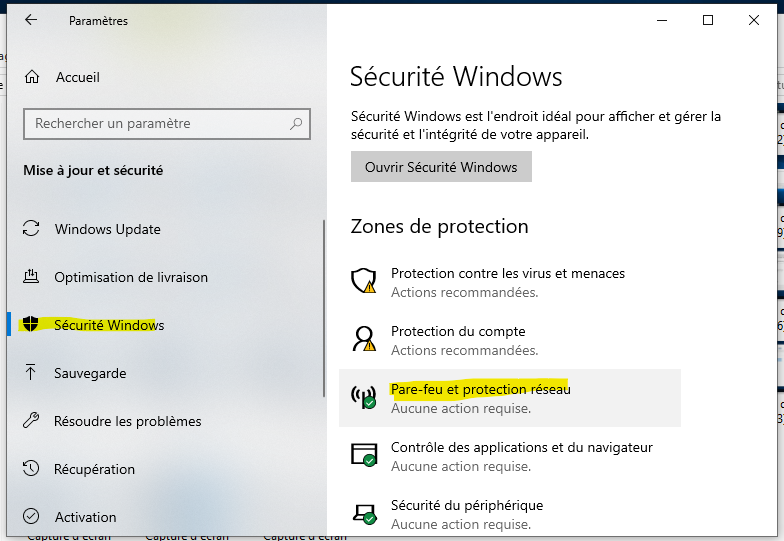 Paramètres
Accueil
Rechercher un paramètre
Mise à jour et sécurité
Windows Update
Optimisation de livraison
Sécurité Windows
Sauvegarde
Résoudre les problèmes
Récupération
Activation
Sécurité Windows
Sécurité Windows est l'endroit idéal pour afficher et gérer la
sécurité et l'intégrité de votre appareil.
Ouvrir Sécurité Windows
Zones de protection
Protection contre les virus et menaces
Actions recommandées.
Protection du compte
Actions recommandées.
Pare-feu et protection réseau
Aucune action requise.
Contrôle des applications et du navigateur
Aucune action requise.
Sécurité du périphérique
Aucune action requise.